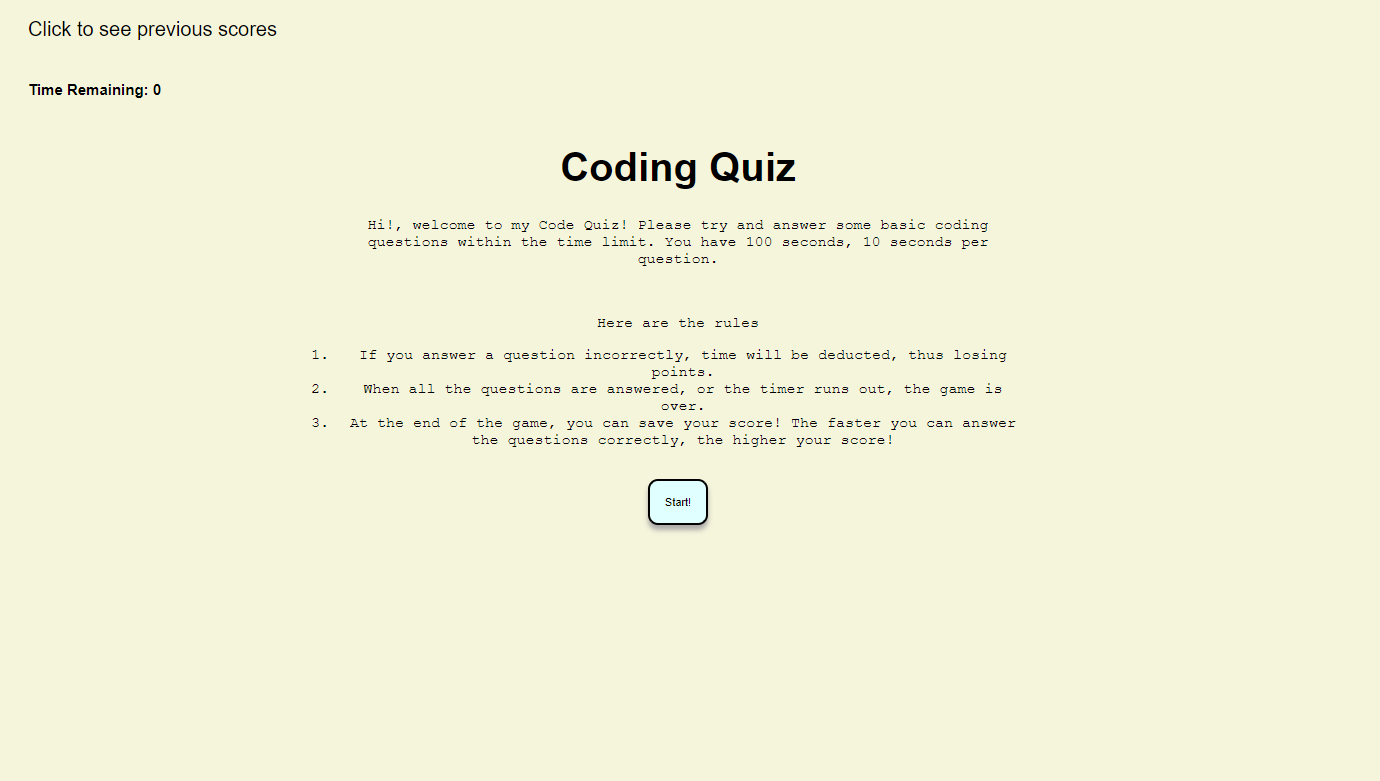 Click to see previous scores
Time Remaining: 0
Coding Quiz
Hi!, welcome to my Code Quiz! Please try and answer some basic coding
questions within the time limit. You have 100 seconds, 10 seconds per
question.
Here are the rules
1. If you answer a question incorrectly, time will be deducted, thus losing
points.
2. When all the questions are answered, or the timer runs out, the game is
over.
3. At the end of the game, you can save your score! The faster you can answer
the questions correctly, the higher your score!
Start!